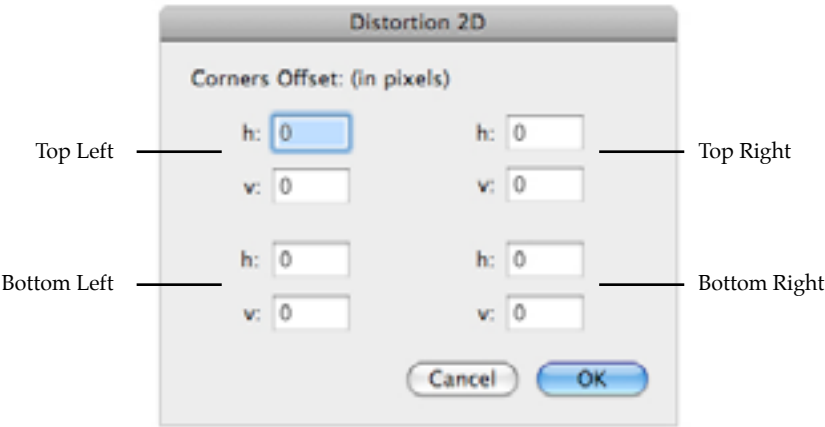 Distortion 2D
Corners Offset: (in pixels)
Top Left
h: 0
v: 0
h: 0
v: 0
Top Right
Bottom Left
h: 0
v: 0
h: 0
v: 0
Bottom Right
Cancel
OK